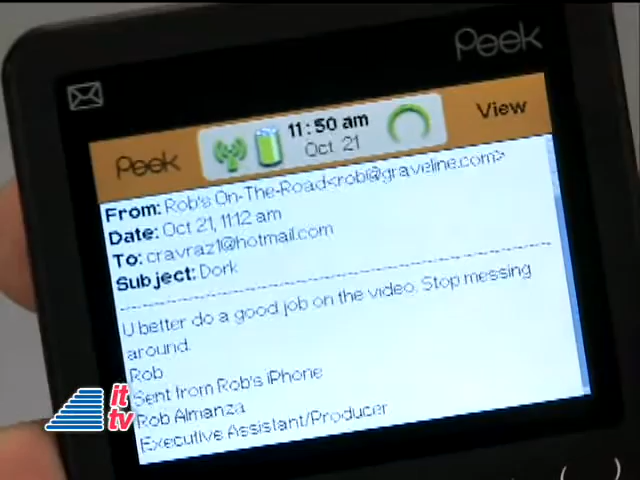 Peek
Peek
11:50 am
Oct 21
View
From: Rob's On-The-Road<rob@graveline.com>
Date: Oct 21, 11:12 am
To: cravraz1@hotmail.com
Subject: Dork
U better do a good job on the video. Stop messing
around.
Rob
Sent from Rob's iPhone
Rob Almanza
Executive Assistant/Producer
it
tv